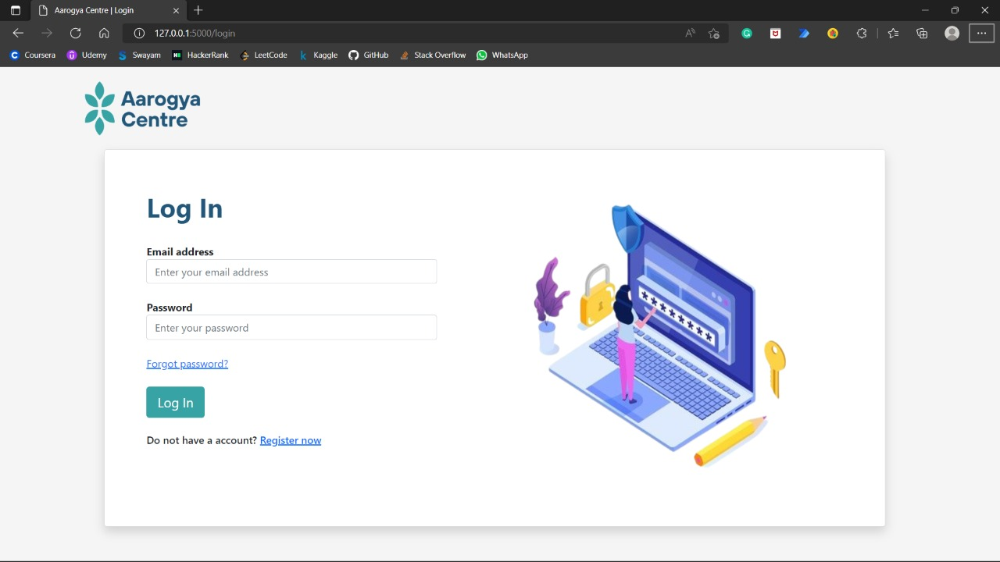 Aarogya Centre | Login
127.0.0.1:5000/login
Coursera Udemy Swayam HackerRank LeetCode Kaggle GitHub Stack Overflow WhatsApp
Aarogya
Centre
Log In
Email address
Enter your email address
Password
Enter your password
Forgot password?
Log In
Do not have a account? Register now